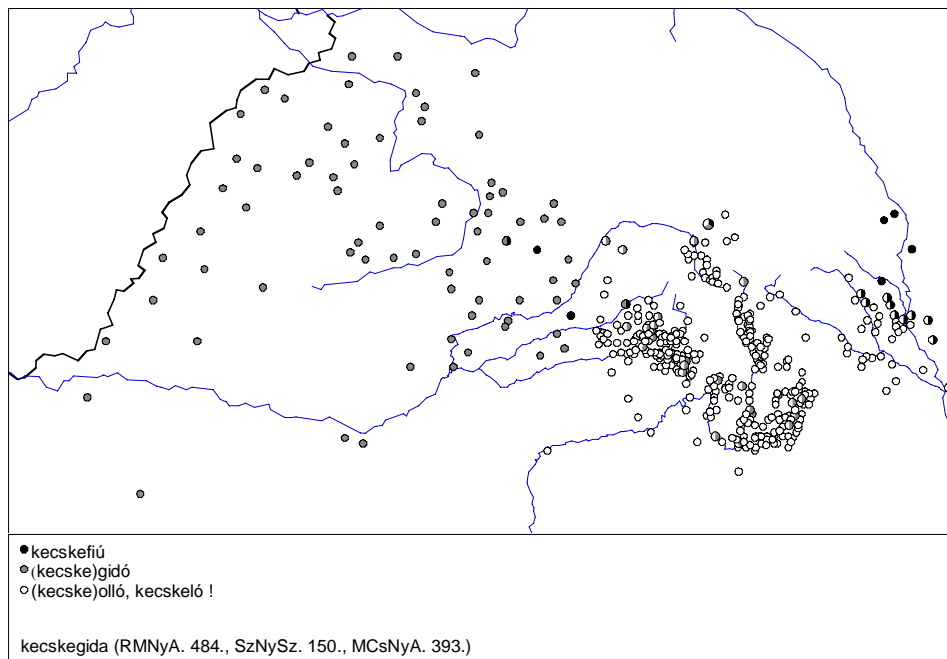 kecskefiú
(kecske)gidó
(kecske)olló, kecskeló !
kecskegida (RMNyA. 484., SzNySz. 150., MCsNyA. 393.)